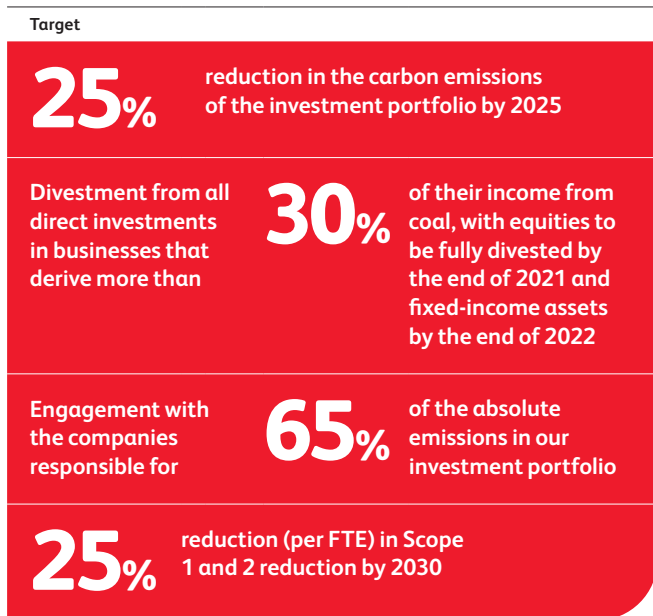 Target
25%
reduction in the carbon emissions
of the investment portfolio by 2025
Divestment from all
direct investments
in businesses that
derive more than
30%
of their income from
coal, with equities to
be fully divested by
the end of 2021 and
fixed-income assets
by the end of 2022
Engagement with
the companies
responsible for
65%
of the absolute
emissions in our
investment portfolio
25%
reduction (per FTE) in Scope
1 and 2 reduction by 2030